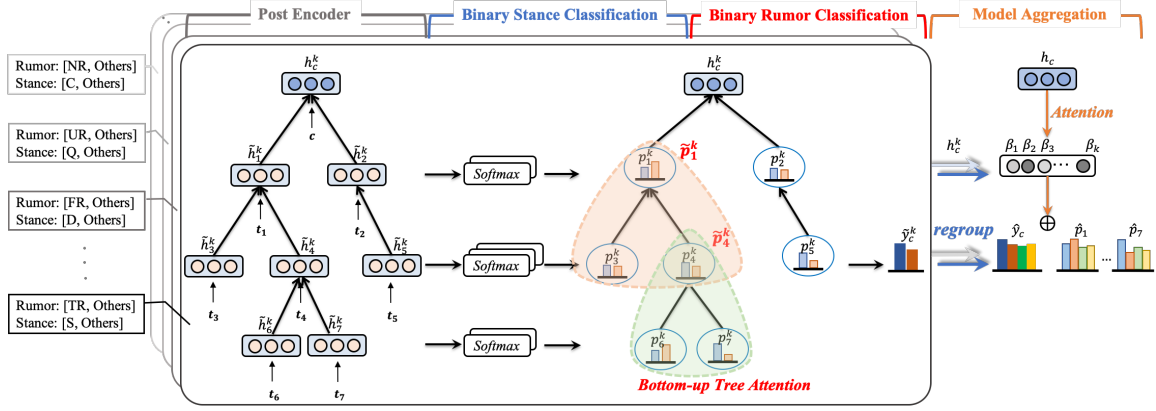 Post Encoder
Binary Stance Classification
Binary Rumor Classification
Model Aggregation
Rumor: [NR, Others]
Stance: [C, Others]
Rumor: [UR, Others]
Stance: [Q, Others]
Rumor: [FR, Others]
Stance: [D, Others]
Rumor: [TR, Others]
Stance: [S, Others]
h_c^k
c
h̃_1^k
h̃_2^k
t_1
t_2
h̃_3^k
h̃_4^k
h̃_5^k
t_3
t_4
t_5
h̃_6^k
h̃_7^k
t_6
t_7
Softmax
Softmax
Softmax
h_c^k
p_1^k
p̃_1^k
p_2^k
p_3^k
p_4^k
p̃_4^k
p_5^k
p_6^k
p_7^k
Bottom-up Tree Attention
ỹ_c^k
h_c^k
regroup
h_c
Attention
β_1 β_2 β_3 ⋯ β_k
⊕
ŷ_c
p̂_1
...
p̂_7